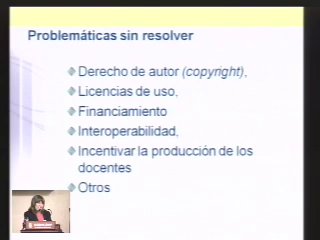 Problemáticas sin resolver
Derecho de autor (copyright),
Licencias de uso,
Financiamiento
Interoperabilidad,
Incentivar la producción de los
docentes
Otros